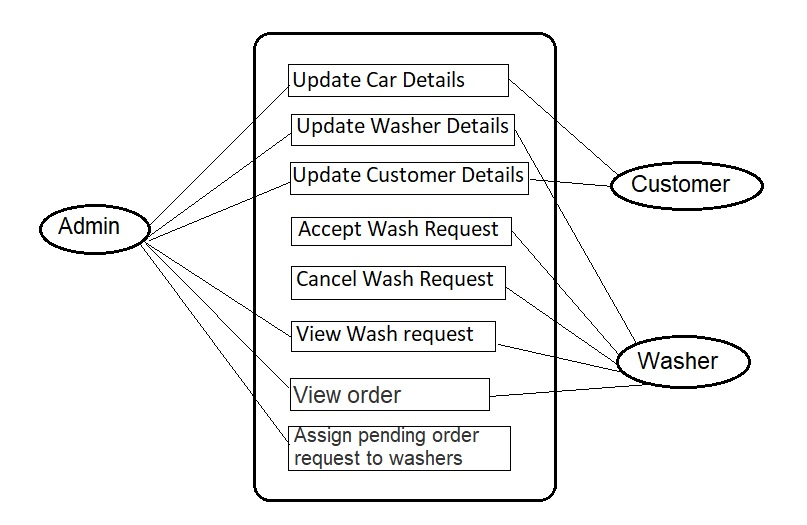 Update Car Details
Update Washer Details
Update Customer Details
Customer
Admin
Accept Wash Request
Cancel Wash Request
View Wash request
Washer
View order
Assign pending order
request to washers